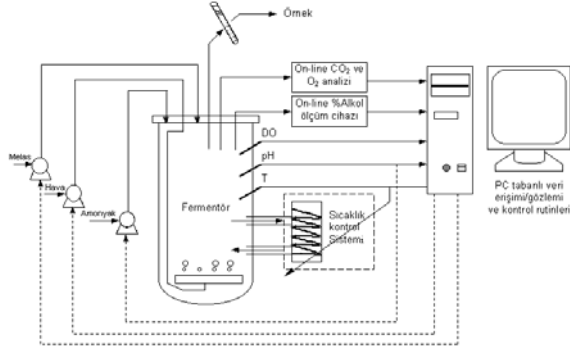 Örnek
On-line CO2 ve
O2 analizi
On-line %Alkol
ölçüm cihazı
DO
pH
T
Melas
Hava
Amonyak
Fermentör
Sıcaklık
kontrol
Sistemi
PC tabanlı veri
erişimi/gözlemi
ve kontrol rutinleri